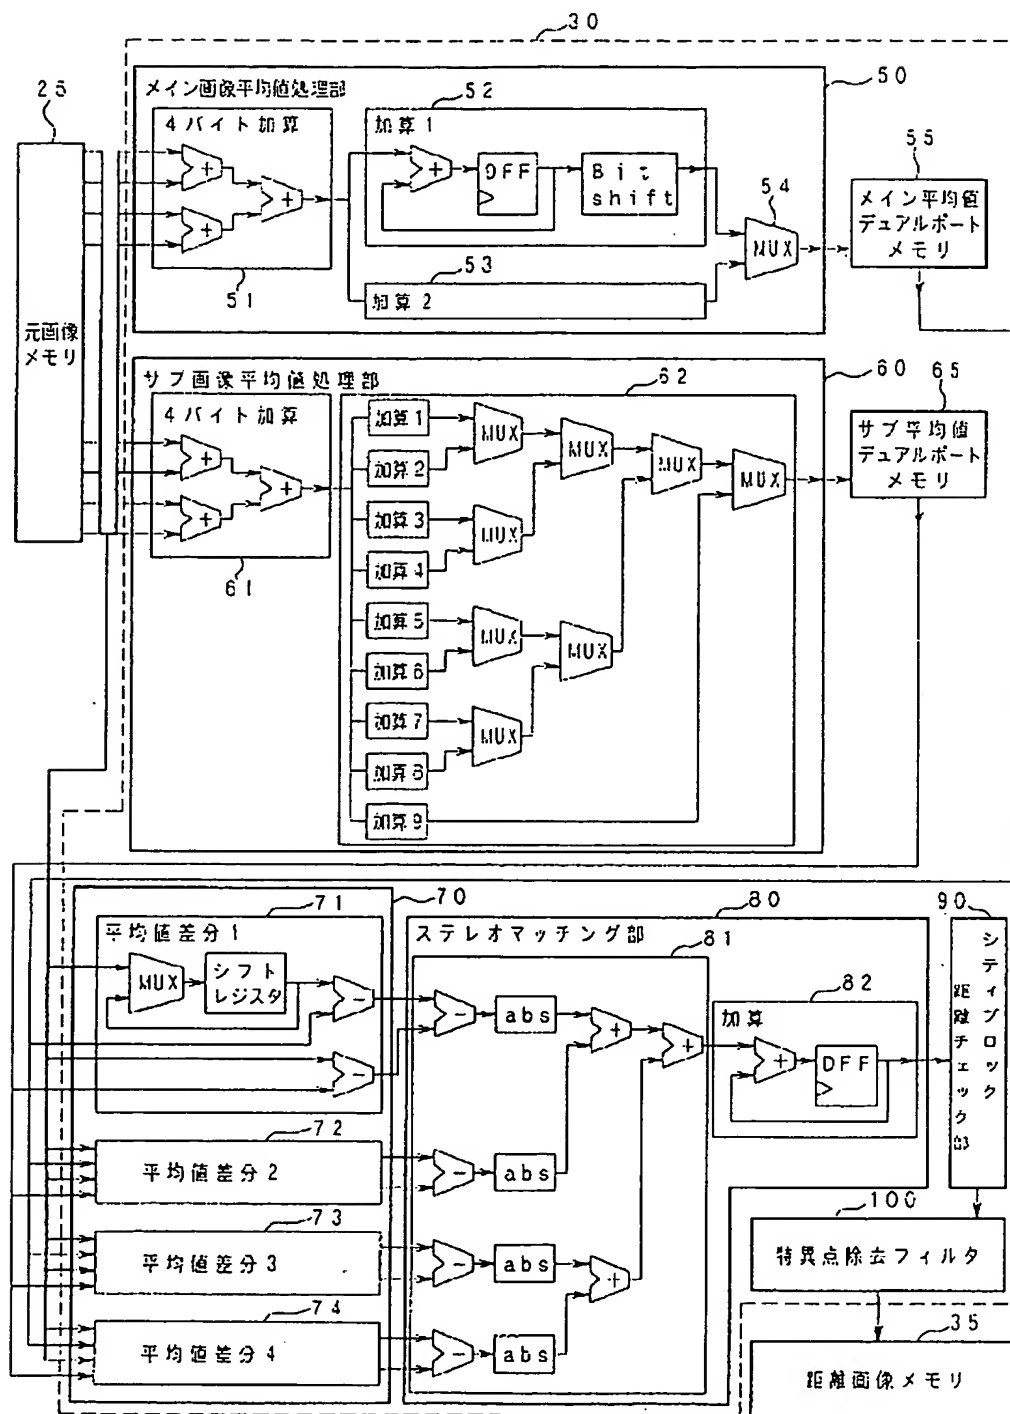 30
25
メイン画像平均値処理部
50
4バイト加算
52
加算1
+
+
+
+
DFF
Bit
shift
54
MUX
55
メイン平均値
デュアルポート
メモリ
51
53
加算2
元画像
メモリ
サブ画像平均値処理部
62
60
65
4バイト加算
+
+
+
61
加算1
加算2
加算3
加算4
加算5
加算6
加算7
加算8
加算9
MUX
MUX
MUX
MUX
MUX
MUX
MUX
MUX
サブ平均値
デュアルポート
メモリ
71
70
平均値差分1
MUX
シフト
レジスタ
-
-
72
平均値差分2
73
平均値差分3
74
平均値差分4
80
ステレオマッチング部
81
-
abs
-
abs
-
abs
-
abs
+
+
+
82
加算
+
DFF
90
シティブロック
距離チェック部
100
特異点除去フィルタ
35
距離画像メモリ